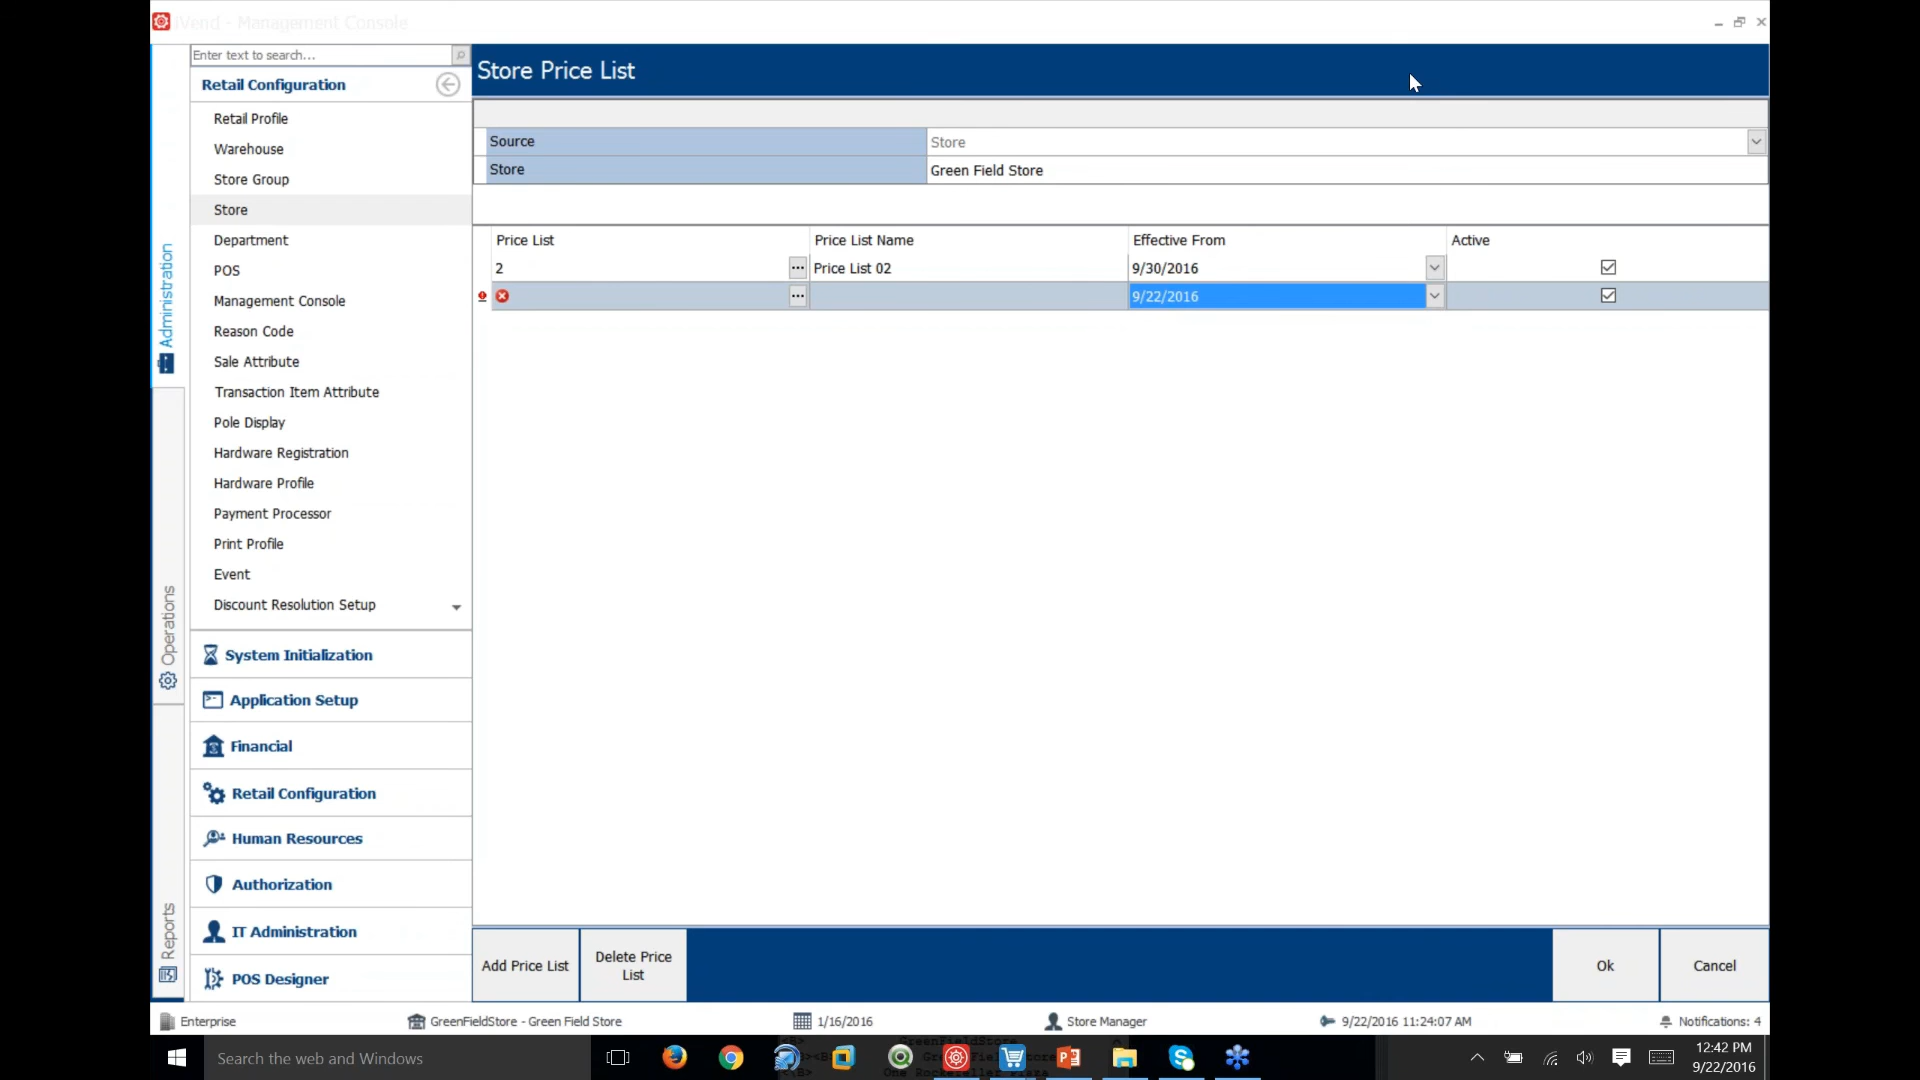 iVend - Management Console
Enter text to search...
Retail Configuration
Retail Profile
Warehouse
Store Group
Store
Department
POS
Management Console
Reason Code
Sale Attribute
Transaction Item Attribute
Pole Display
Hardware Registration
Hardware Profile
Payment Processor
Print Profile
Event
Discount Resolution Setup
System Initialization
Application Setup
Financial
Retail Configuration
Human Resources
Authorization
IT Administration
POS Designer
Administration
Operations
Reports
Store Price List
Source Store
Store Green Field Store
Price List Price List Name Effective From Active
2 ... Price List 02 9/30/2016
... 9/22/2016
Add Price List
Delete Price
List
Ok
Cancel
Enterprise GreenFieldStore - Green Field Store 1/16/2016 Store Manager 9/22/2016 11:24:07 AM Notifications: 4
Search the web and Windows
12:42 PM
9/22/2016